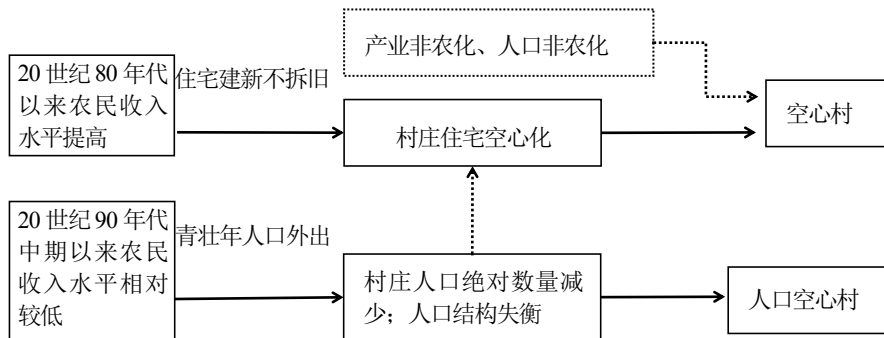 产业非农化、人口非农化
20 世纪 80 年代
以来农民收入
水平提高
住宅建新不拆旧
村庄住宅空心化
空心村
20 世纪 90 年代
中期以来农民
收入水平相对
较低
青壮年人口外出
村庄人口绝对数量减
少；人口结构失衡
人口空心村